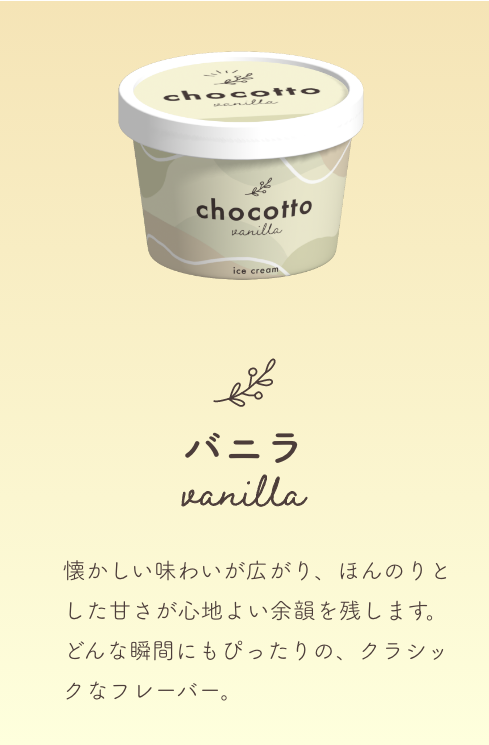 chocotto
vanilla
chocotto
vanilla
ice cream
バニラ
vanilla
懐かしい味わいが広がり、ほんのりと
した甘さが心地よい余韻を残します。
どんな瞬間にもぴったりの、クラシッ
クなフレーバー。